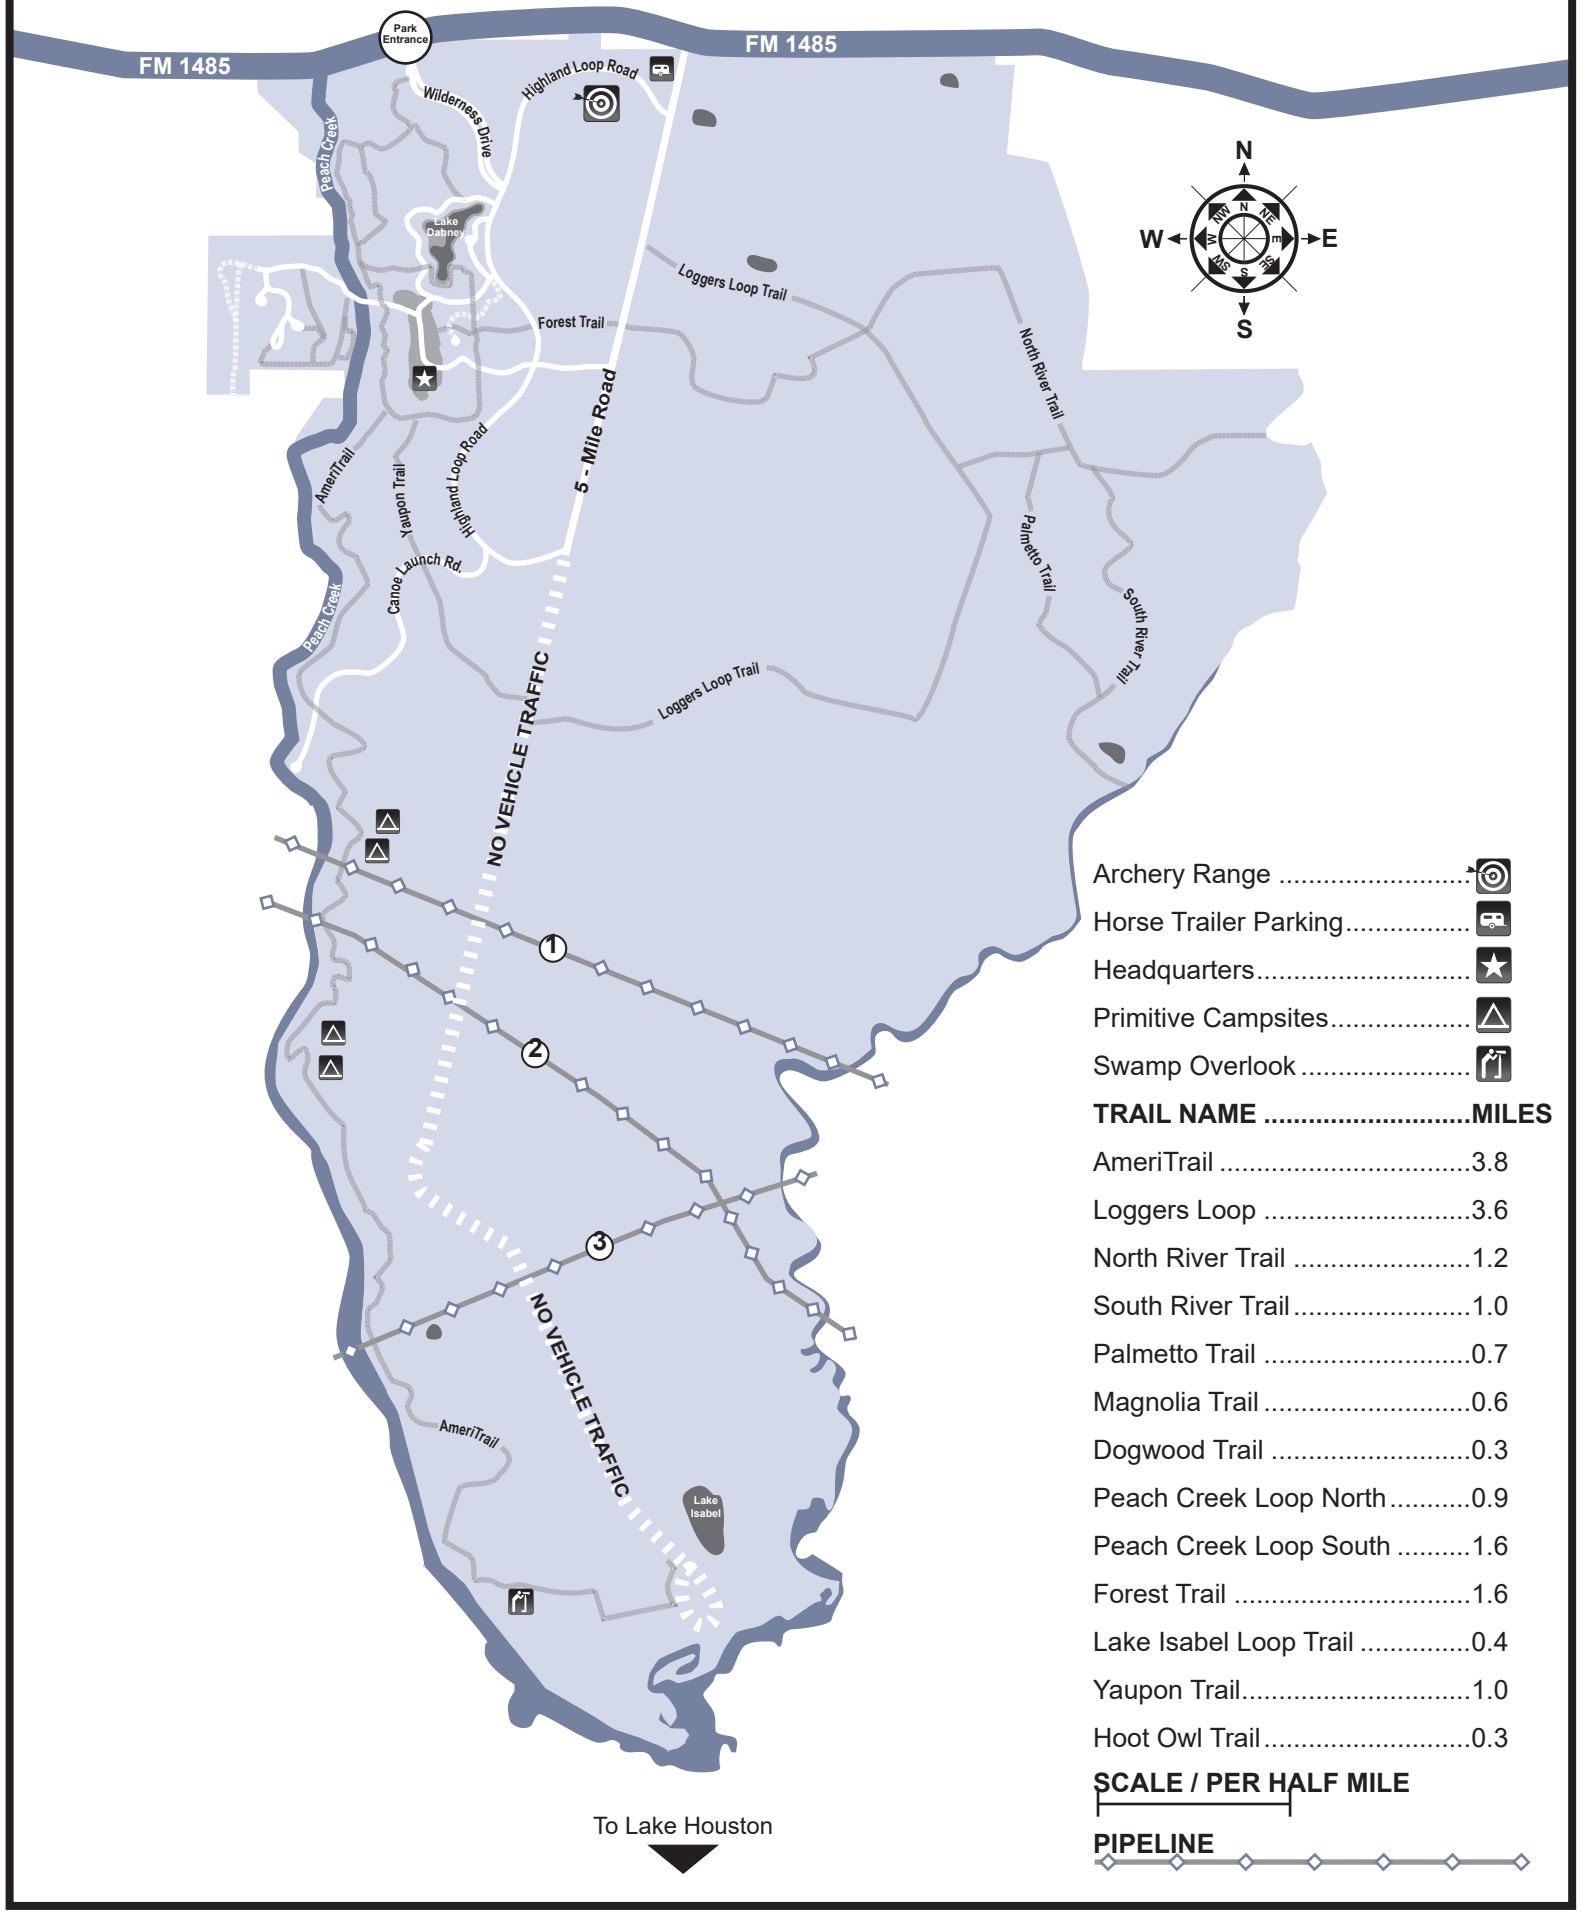 Park
Entrance
FM 1485
FM 1485
Highland Loop Road
Wilderness Drive
Peach Creek
N
W
E
S
N
NE
E
SE
S
SW
W
NW
Lake
Dabney
Loggers Loop Trail
Forest Trail
North River Trail
5 - Mile Road
AmeriTrail
Yaupon Trail
Highland Loop Road
Canoe Launch Rd.
Palmetto Trail
South River Trail
Peach Creek
Loggers Loop Trail
NO VEHICLE TRAFFIC
1
2
3
NO VEHICLE TRAFFIC
AmeriTrail
Lake
Isabel
To Lake Houston
Archery Range ..........................
Horse Trailer Parking.................
Headquarters.............................
Primitive Campsites...................
Swamp Overlook .......................
TRAIL NAME ............................MILES
AmeriTrail ..................................3.8
Loggers Loop ............................3.6
North River Trail ........................1.2
South River Trail........................1.0
Palmetto Trail ............................0.7
Magnolia Trail............................0.6
Dogwood Trail ...........................0.3
Peach Creek Loop North...........0.9
Peach Creek Loop South ..........1.6
Forest Trail ................................1.6
Lake Isabel Loop Trail ...............0.4
Yaupon Trail...............................1.0
Hoot Owl Trail............................0.3
SCALE / PER HALF MILE
PIPELINE